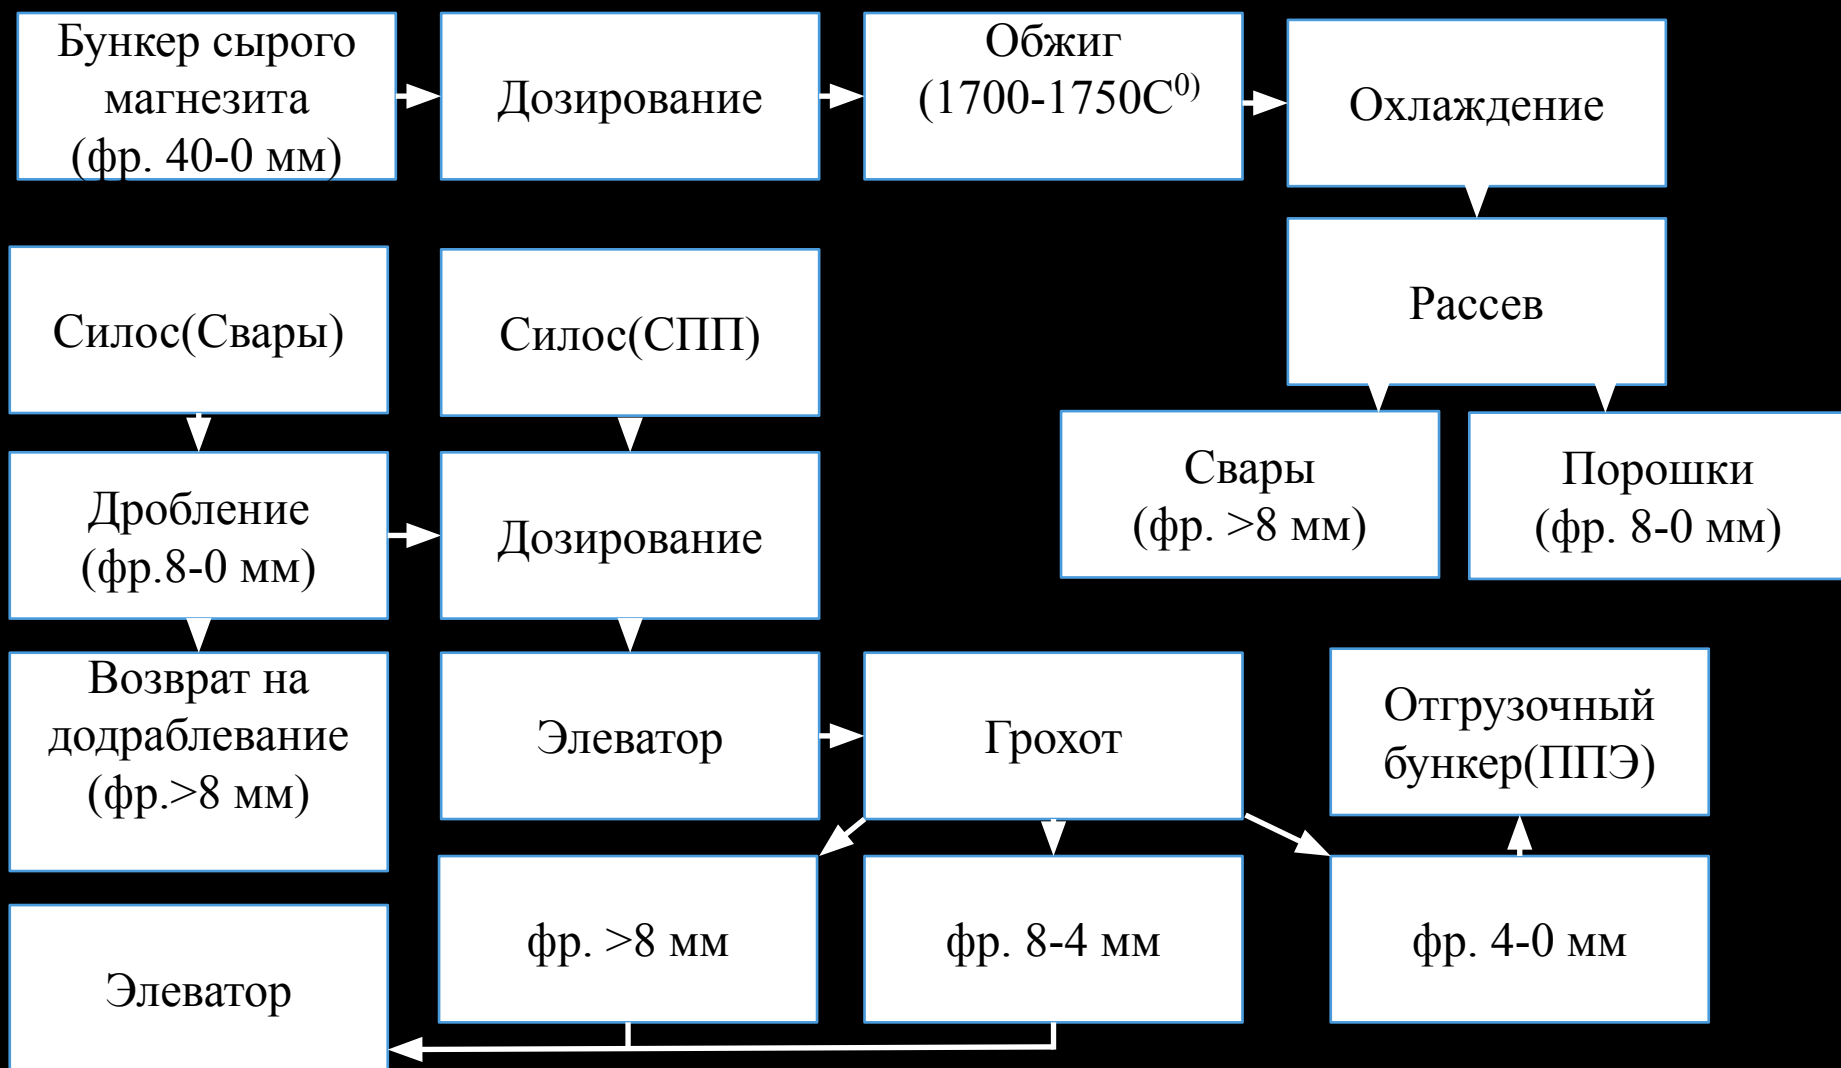 Бункер сырого
магнезита
(фр. 40-0 мм)
Дозирование
Обжиг
(1700-1750С⁰⁾
Охлаждение
Рассев
Свары
(фр. >8 мм)
Порошки
(фр. 8-0 мм)
Силос(Свары)
Силос(СПП)
Дробление
(фр.8-0 мм)
Дозирование
Возврат на
додраблевание
(фр.>8 мм)
Элеватор
Грохот
Отгрузочный
бункер(ППЭ)
фр. >8 мм
фр. 8-4 мм
фр. 4-0 мм
Элеватор